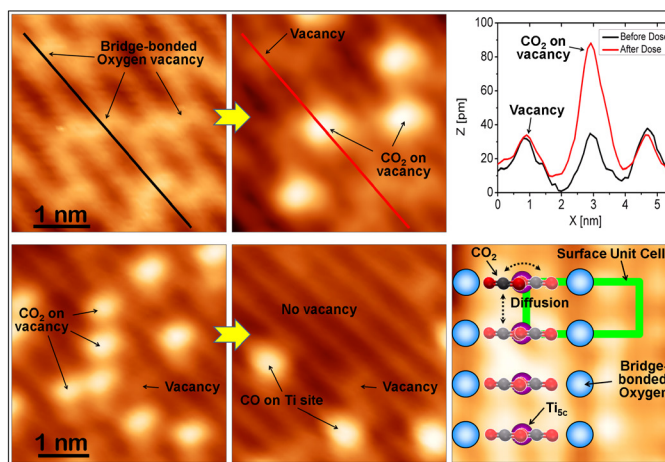 Bridge-bonded
Oxygen vacancy
1 nm
Vacancy
CO₂ on
vacancy
Z [pm]
100
80
60
40
20
0
Before Dose
After Dose
CO₂ on
vacancy
Vacancy
0 1 2 3 4 5
X [nm]
CO₂ on
vacancy
Vacancy
1 nm
No vacancy
CO on Ti site
Vacancy
CO₂
Surface Unit Cell
Diffusion
Bridge-
bonded
Oxygen
Ti5c